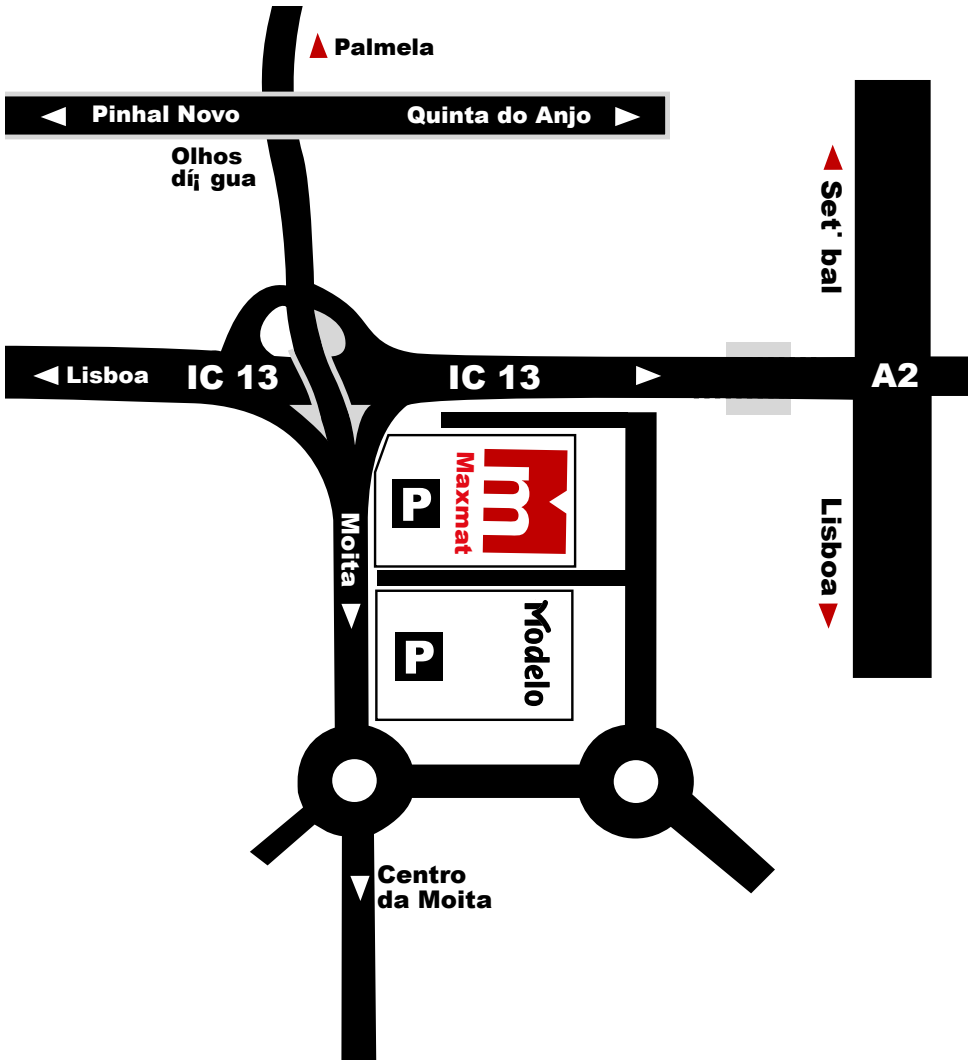 Palmela
Pinhal Novo
Quinta do Anjo
Olhos
dí¡ gua
Set˙ bal
Lisboa
IC 13
IC 13
A2
Maxmat
m
P
Moita
Lisboa
P
Modelo
Centro
da Moita